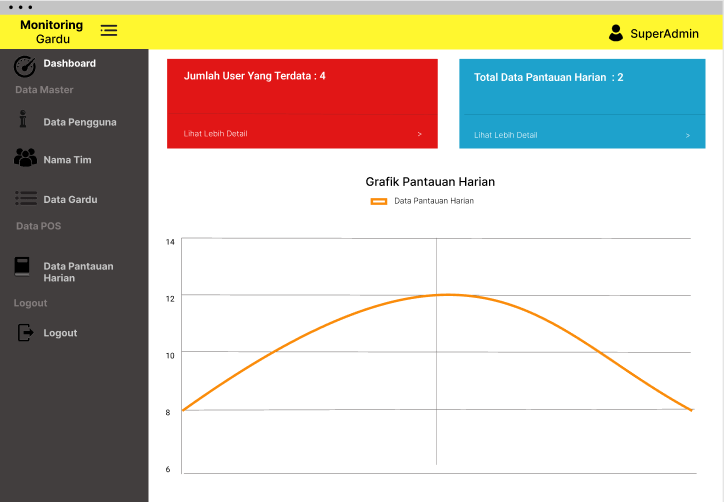 Monitoring
Gardu
SuperAdmin
Dashboard
Data Master
Data Pengguna
Nama Tim
Data Gardu
Data POS
Data Pantauan
Harian
Logout
Logout
Jumlah User Yang Terdata : 4
Lihat Lebih Detail >
Total Data Pantauan Harian : 2
Lihat Lebih Detail >
Grafik Pantauan Harian
Data Pantauan Harian
14
12
10
8
6